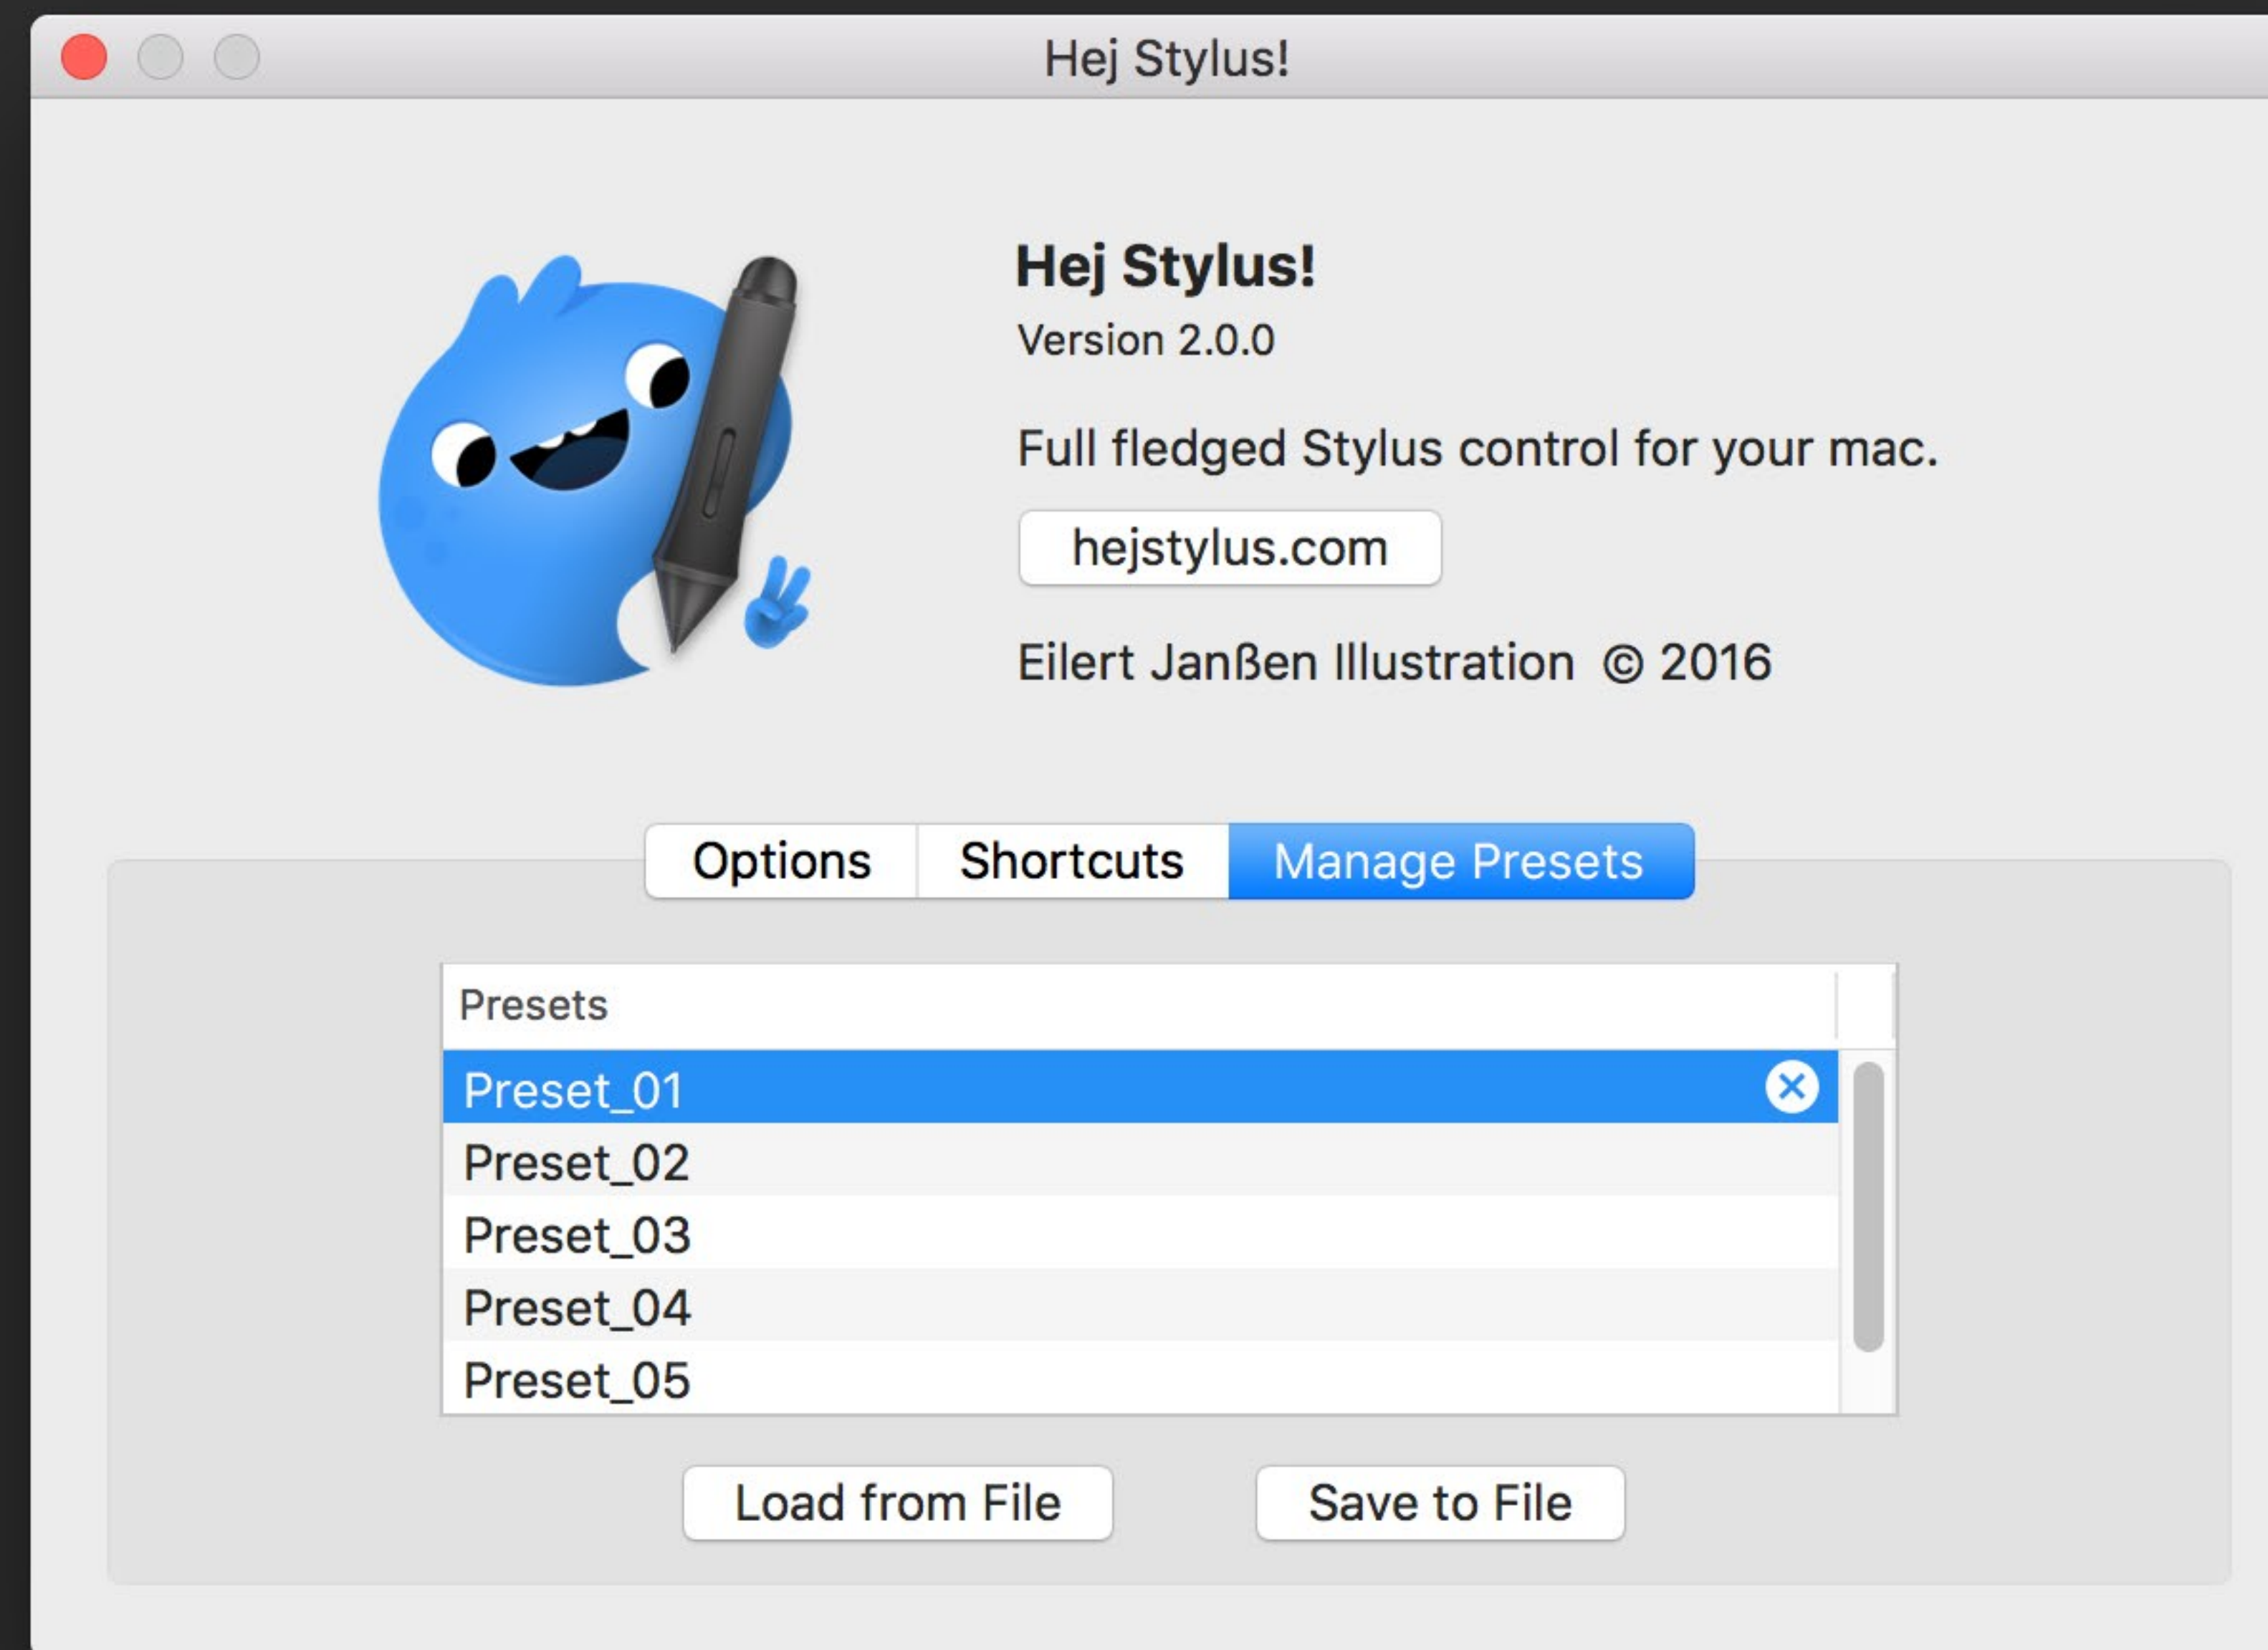 Hej Stylus!
Hej Stylus!
Version 2.0.0
Full fledged Stylus control for your mac.
hejstylus.com
Eilert Janßen Illustration © 2016
Options Shortcuts Manage Presets
Presets
Preset_01
Preset_02
Preset_03
Preset_04
Preset_05
Load from File Save to File